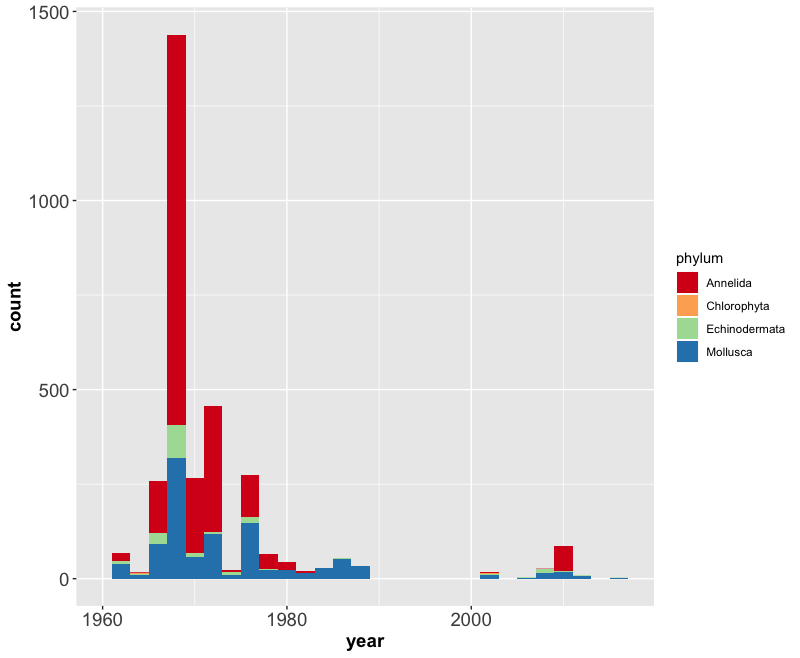 1500
1000
500
0
count
1960
1980
2000
year
phylum
Annelida
Chlorophyta
Echinodermata
Mollusca